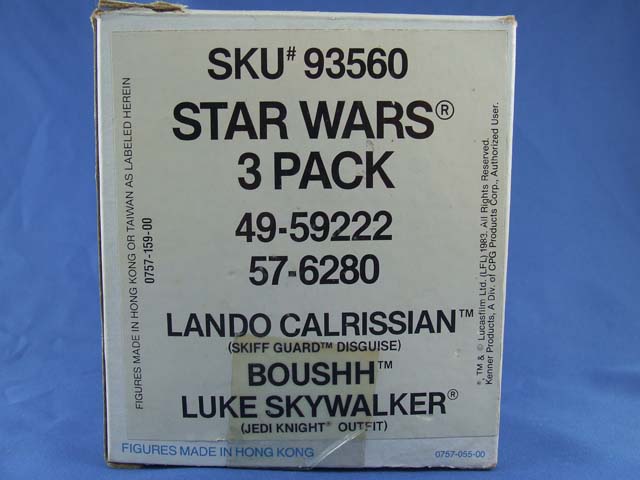 SKU# 93560
STAR WARS®
3 PACK
49-59222
57-6280
LANDO CALRISSIAN™
(SKIFF GUARD™ DISGUISE)
BOUSHH™
LUKE SKYWALKER®
(JEDI KNIGHT® OUTFIT)
FIGURES MADE IN HONG KONG OR TAIWAN AS LABELED HEREIN
0757-159-00
* TM & © Lucasfilm Ltd. (LFL) 1983. All Rights Reserved.
Kenner Products, A Div. of CPG Products Corp., Authorized User.
FIGURES MADE IN HONG KONG
0757-055-00